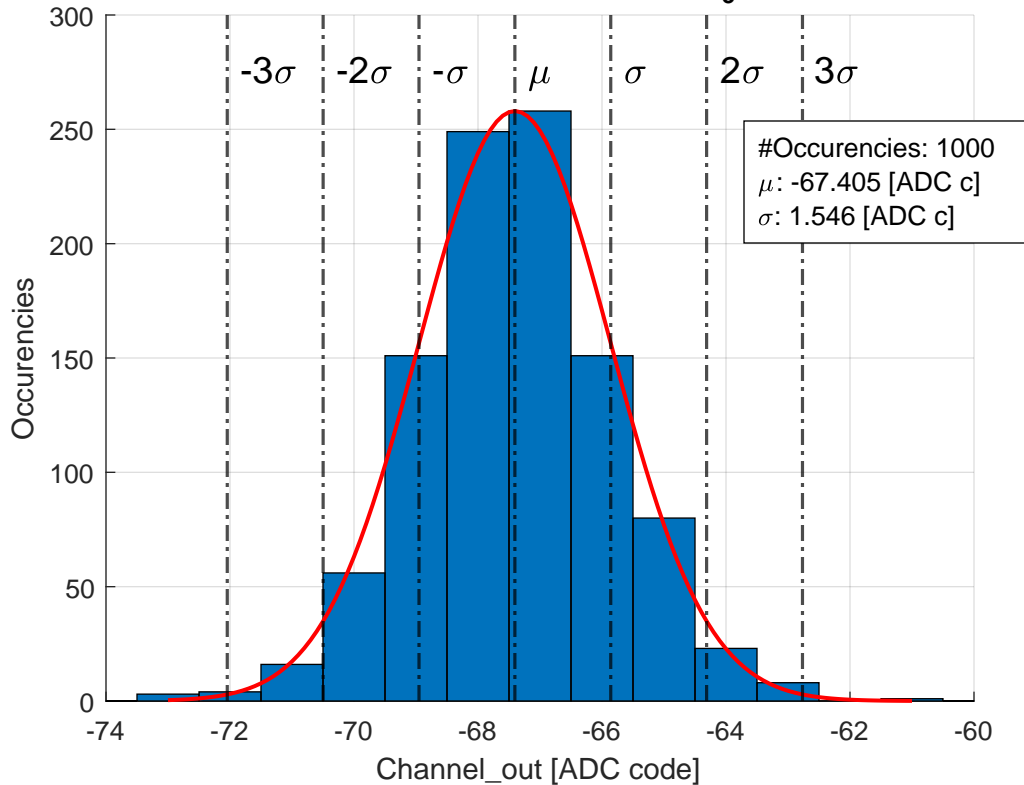 300
-3σ -2σ -σ μ σ 2σ 3σ
250
#Occurencies: 1000
μ: -67.405 [ADC c]
σ: 1.546 [ADC c]
200
150
100
50
0
Occurencies
-74 -72 -70 -68 -66 -64 -62 -60
Channel_out [ADC code]